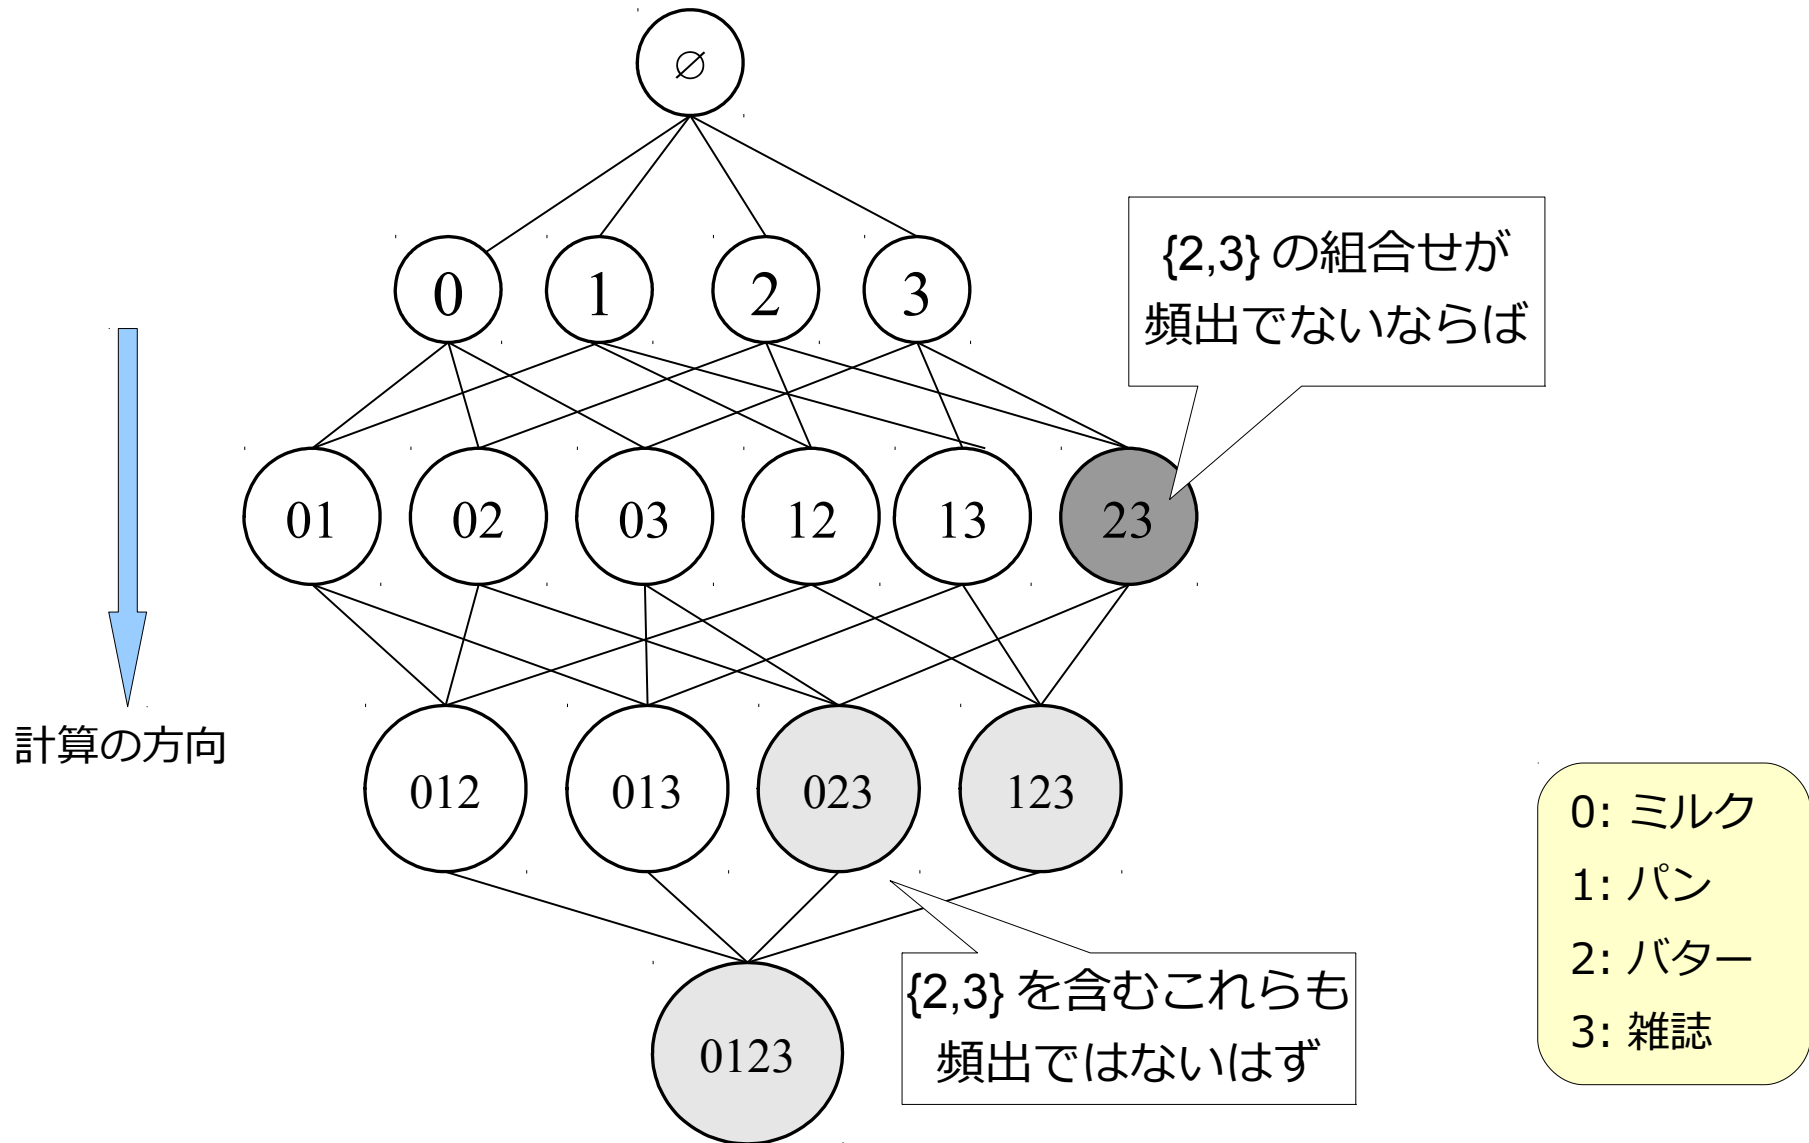 ∅
0 1 2 3
{2,3} の組合せが
頻出でないならば
01 02 03 12 13 23
計算の方向
012 013 023 123
{2,3} を含むこれらも
頻出ではないはず
0123
0: ミルク
1: パン
2: バター
3: 雑誌